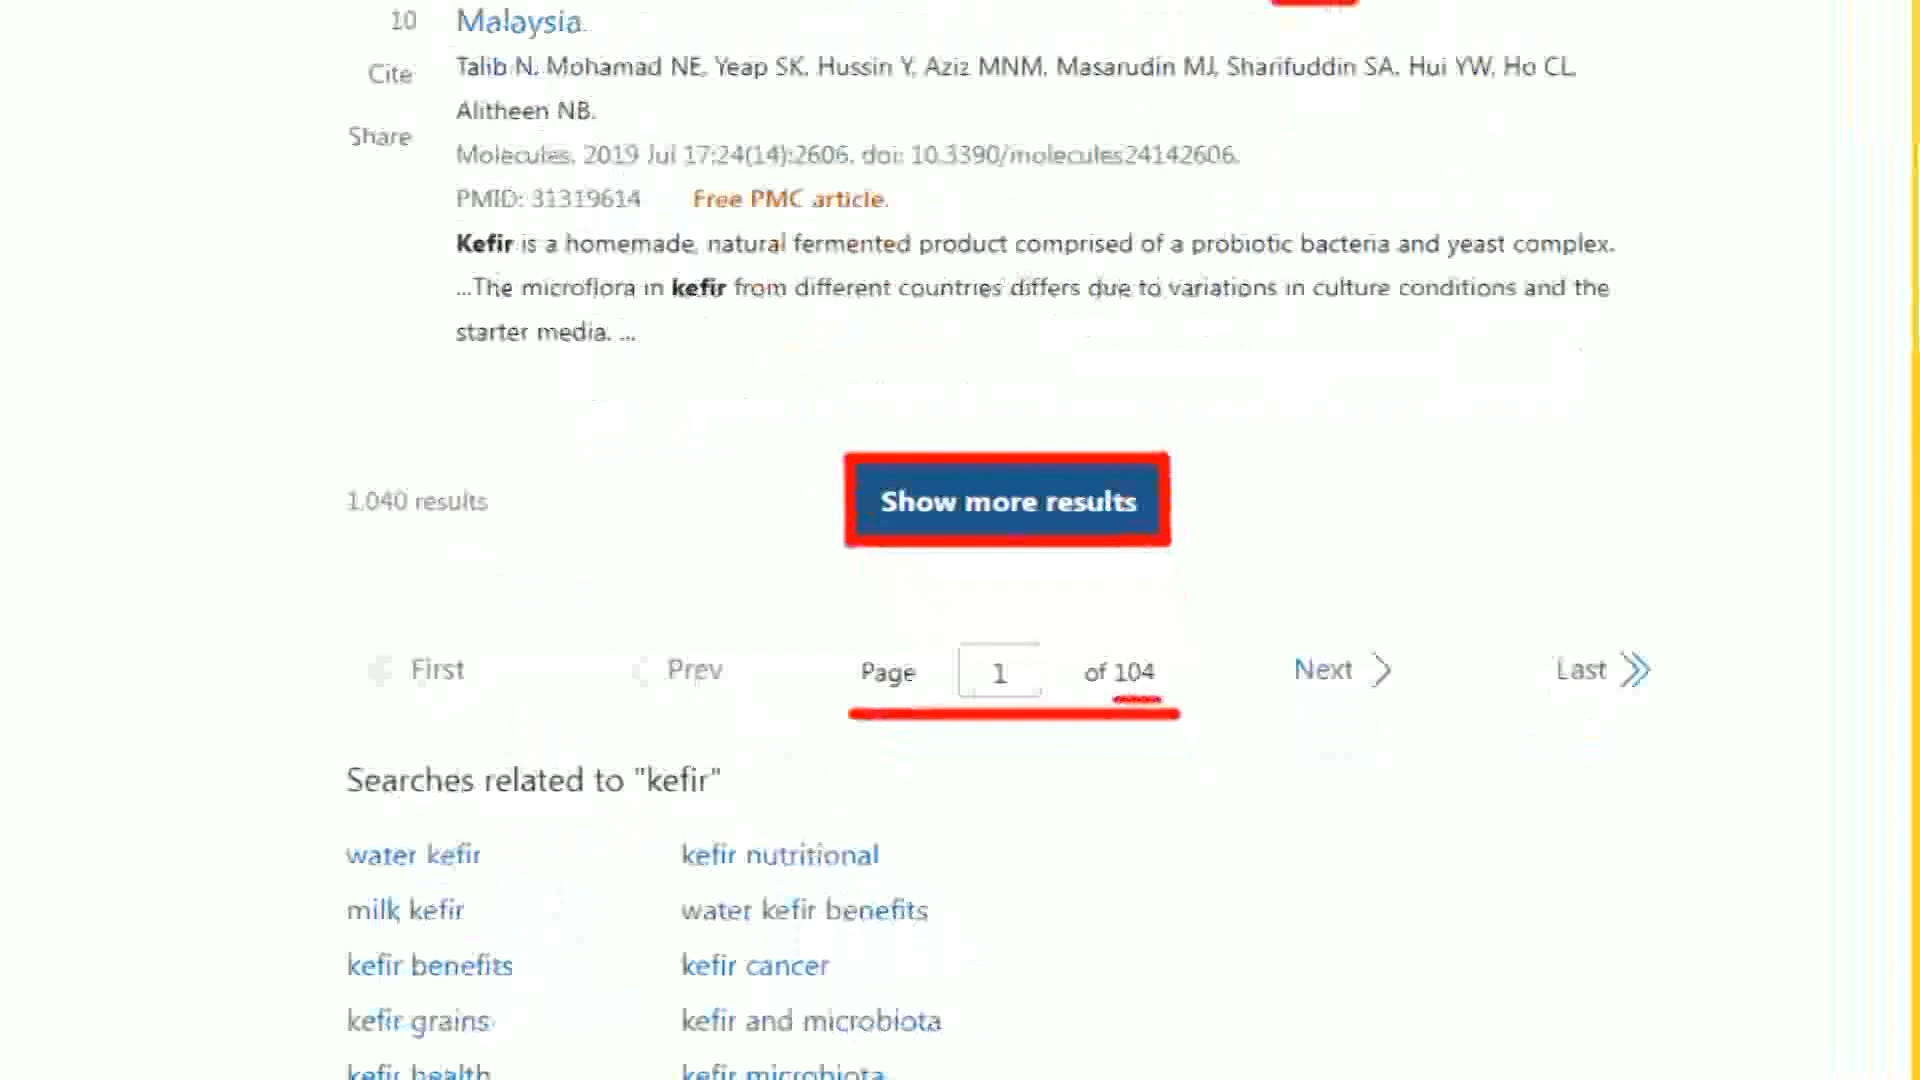 10 Malaysia.
Cite Talib N, Mohamad NE, Yeap SK, Hussin Y, Aziz MNM, Masarudin MJ, Sharifuddin SA, Hui YW, Ho CL,
Alitheen NB.
Share
Molecules. 2019 Jul 17;24(14):2606. doi: 10.3390/molecules24142606.
PMID: 31319614 Free PMC article.
Kefir is a homemade, natural fermented product comprised of a probiotic bacteria and yeast complex.
...The microflora in kefir from different countries differs due to variations in culture conditions and the
starter media. ...
1,040 results Show more results
First Prev Page 1 of 104 Next Last
Searches related to "kefir"
water kefir kefir nutritional
milk kefir water kefir benefits
kefir benefits kefir cancer
kefir grains kefir and microbiota
kefir health kefir microbiota